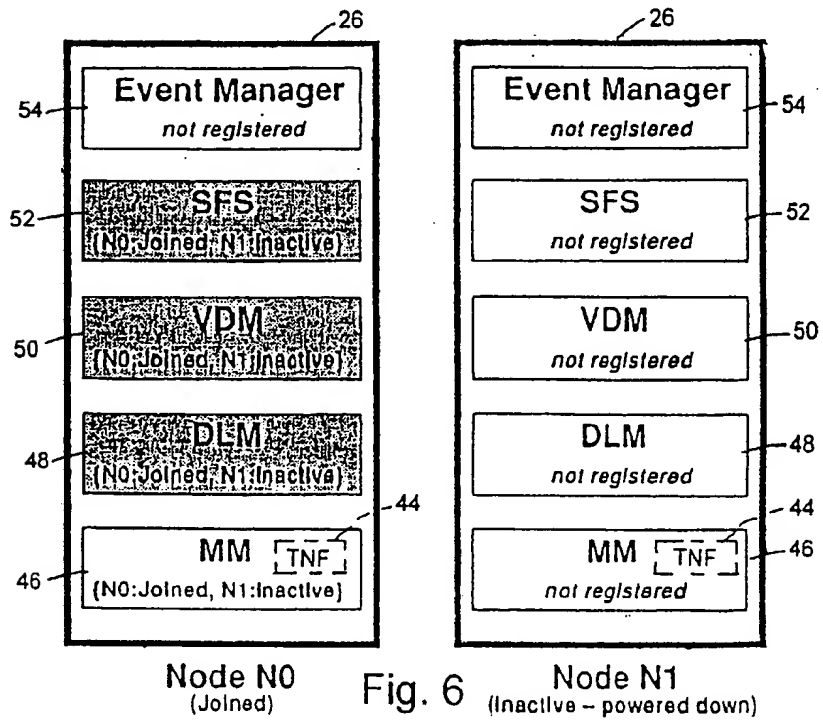 26
Event Manager
not registered
54
SFS
{N0:Joined, N1:Inactive}
52
VDM
{N0:Joined, N1:Inactive}
50
DLM
{N0:Joined, N1:Inactive}
48
44
MM
TNF
{N0:Joined, N1:Inactive}
46
Node N0
(Joined)
26
Event Manager
not registered
54
SFS
not registered
52
VDM
not registered
50
DLM
not registered
48
44
MM
TNF
46
not registered
Node N1
(Inactive – powered down)
Fig. 6